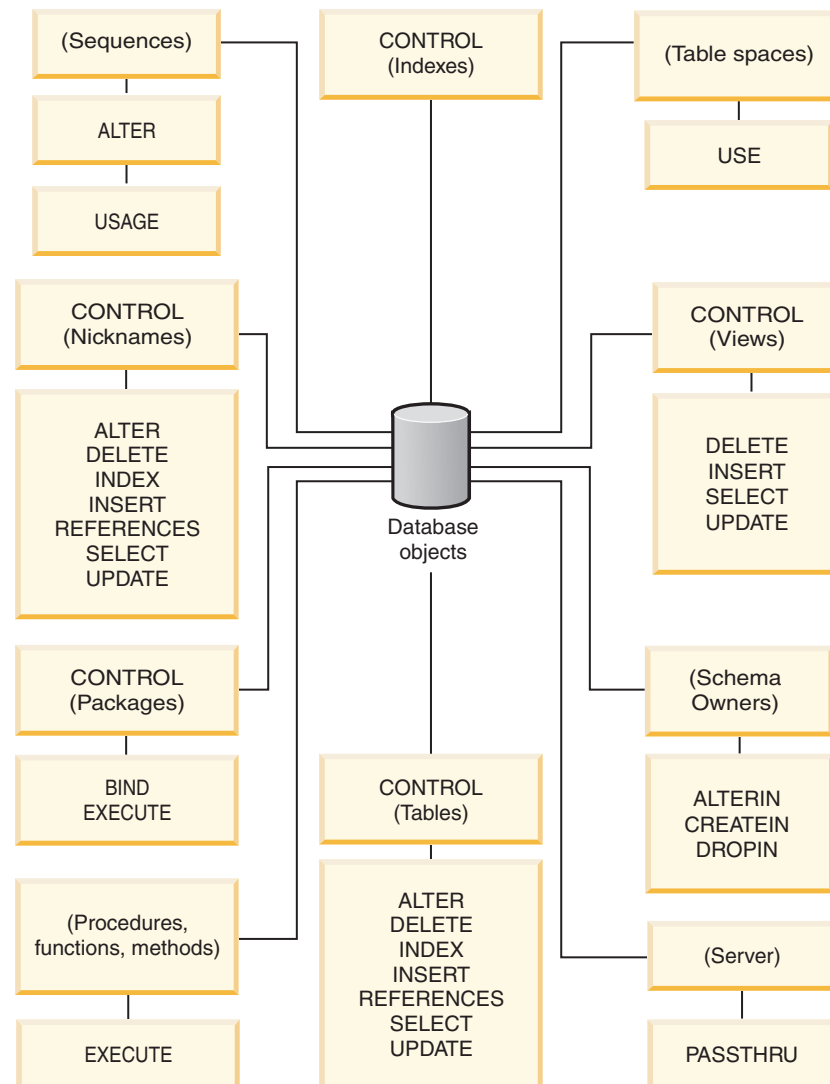 (Sequences)
ALTER
USAGE
CONTROL
(Indexes)
(Table spaces)
USE
CONTROL
(Nicknames)
ALTER
DELETE
INDEX
INSERT
REFERENCES
SELECT
UPDATE
Database
objects
CONTROL
(Views)
DELETE
INSERT
SELECT
UPDATE
CONTROL
(Packages)
BIND
EXECUTE
CONTROL
(Tables)
ALTER
DELETE
INDEX
INSERT
REFERENCES
SELECT
UPDATE
(Schema
Owners)
ALTERIN
CREATEIN
DROPIN
(Procedures,
functions, methods)
EXECUTE
(Server)
PASSTHRU